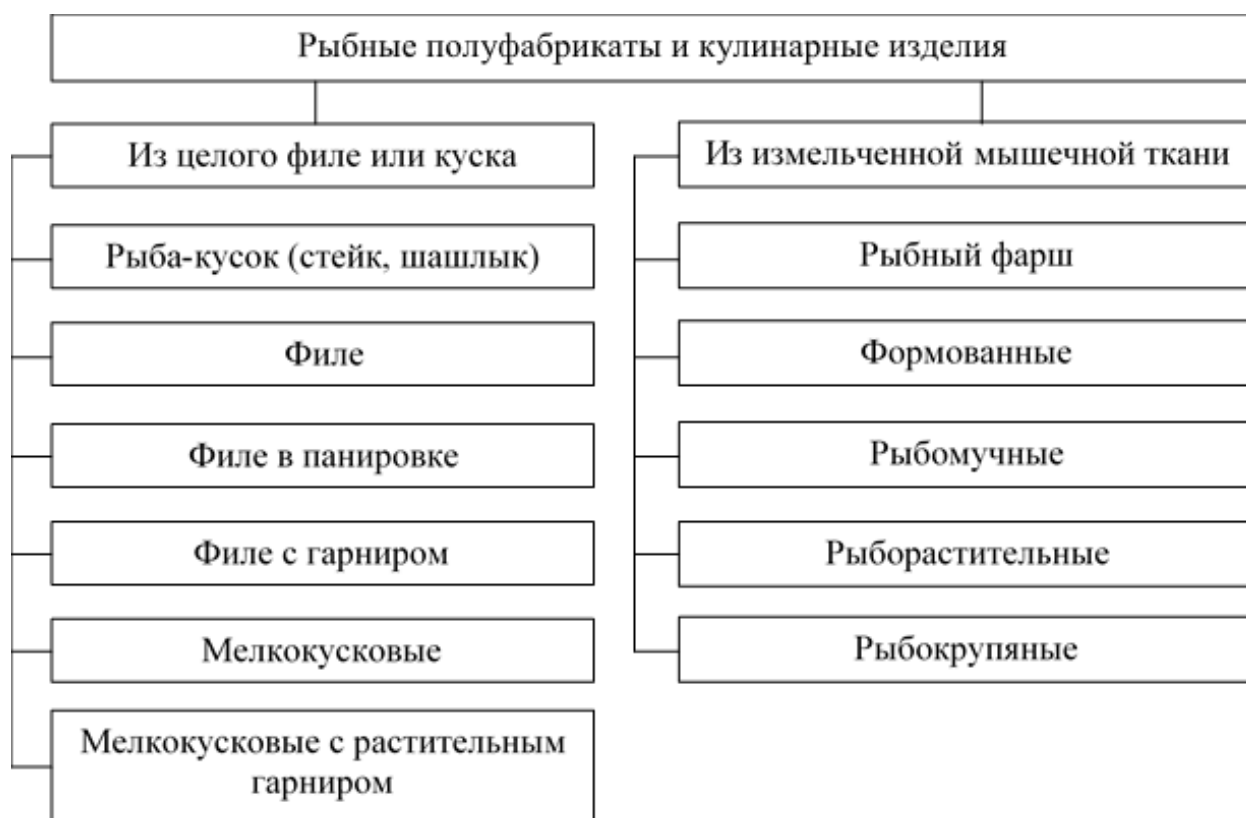 Рыбные полуфабрикаты и кулинарные изделия
Из целого филе или куска
Рыба-кусок (стейк, шашлык)
Филе
Филе в панировке
Филе с гарниром
Мелкокусковые
Мелкокусковые с растительным
гарниром
Из измельченной мышечной ткани
Рыбный фарш
Формованные
Рыбомучные
Рыборастительные
Рыбокрупяные